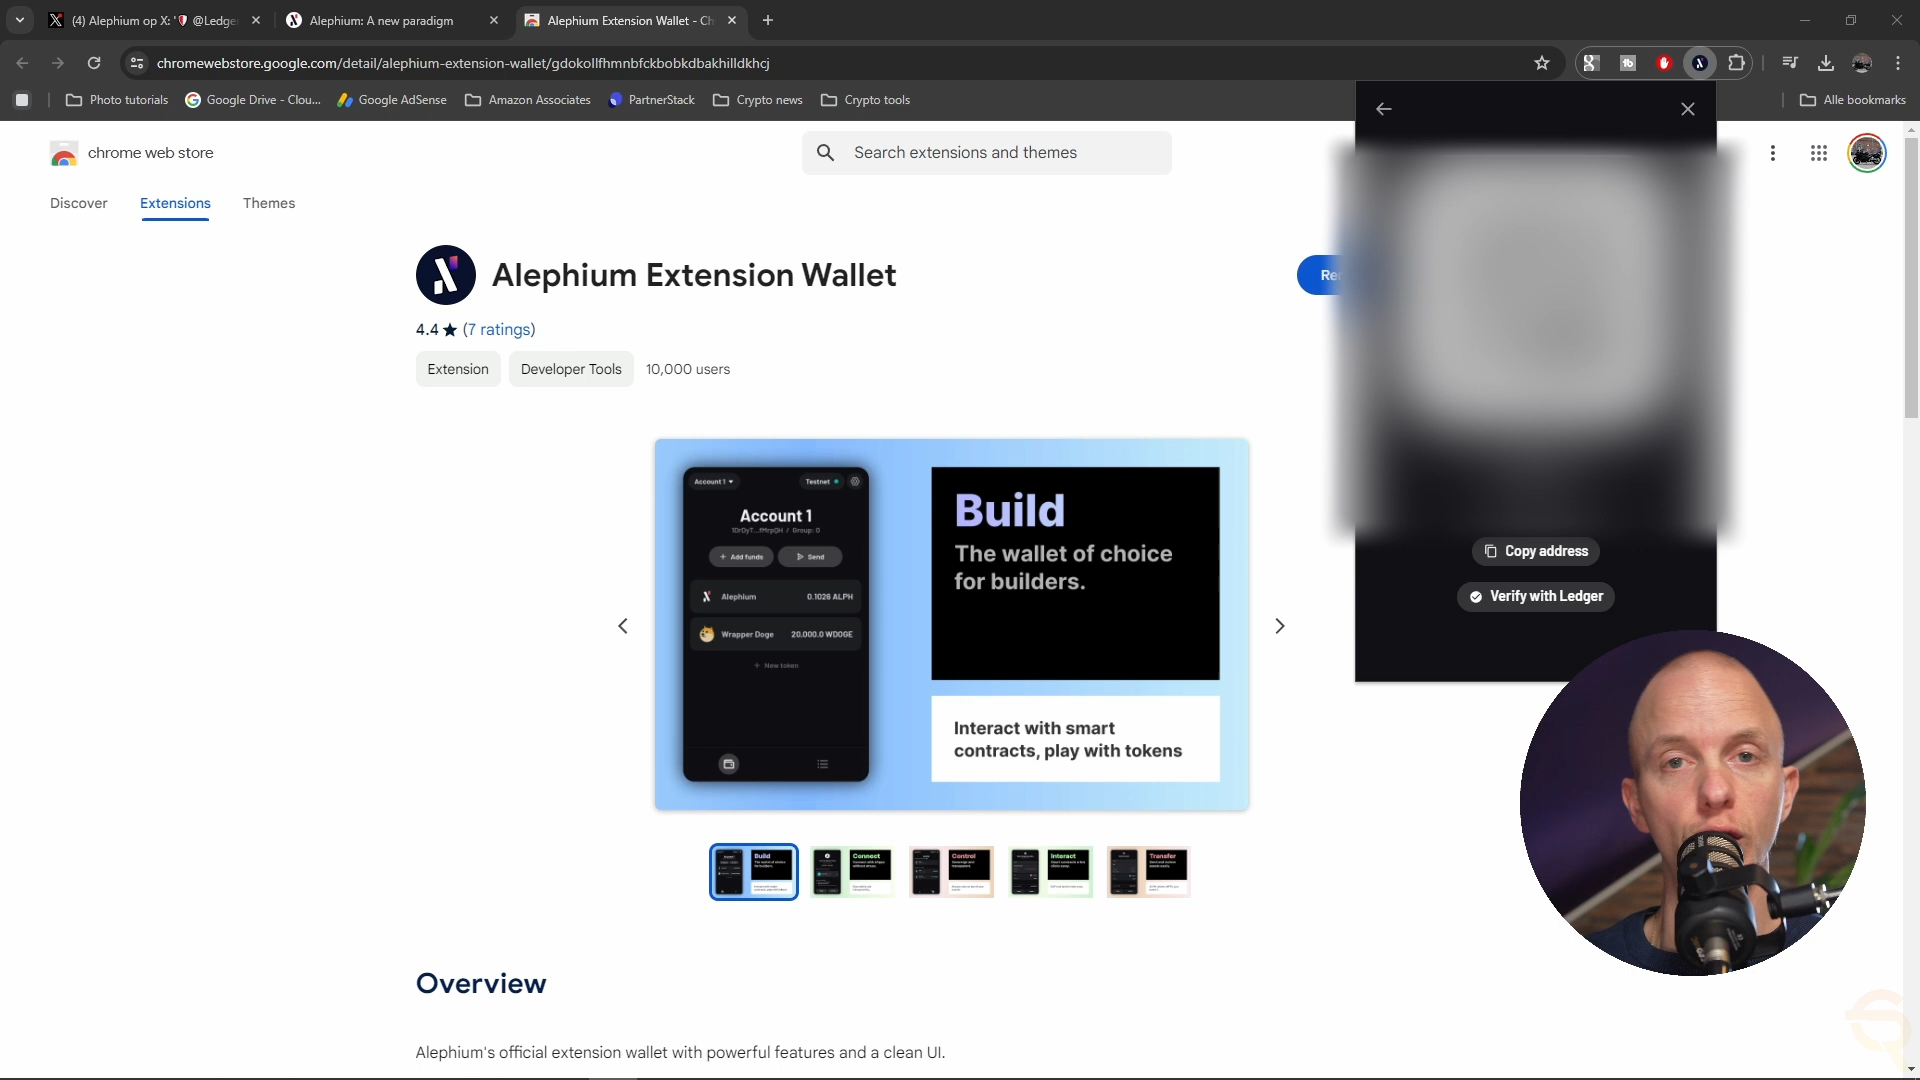 (4) Alephium op X: "🛡 @Ledge
Alephium: A new paradigm
Alephium Extension Wallet - Ch
chromewebstore.google.com/detail/alephium-extension-wallet/gdokollfhmnbfckbobkdbakhilldkhcj
Photo tutorials
Google Drive - Clou...
Google AdSense
Amazon Associates
PartnerStack
Crypto news
Crypto tools
Alle bookmarks
chrome web store
Search extensions and themes
Discover
Extensions
Themes
Alephium Extension Wallet
Re
4.4 ★ (7 ratings)
Extension
Developer Tools
10,000 users
Account 1
Testnet
Account 1
/ Group: 0
+ Add funds
Send
Alephium
0.1026 ALPH
Wrapper Doge
20,000.0 WDOGE
+ New token
Build
The wallet of choice
for builders.
Interact with smart
contracts, play with tokens
Copy address
Verify with Ledger
Build
Connect
Control
Interact
Transfer
Overview
Alephium's official extension wallet with powerful features and a clean UI.